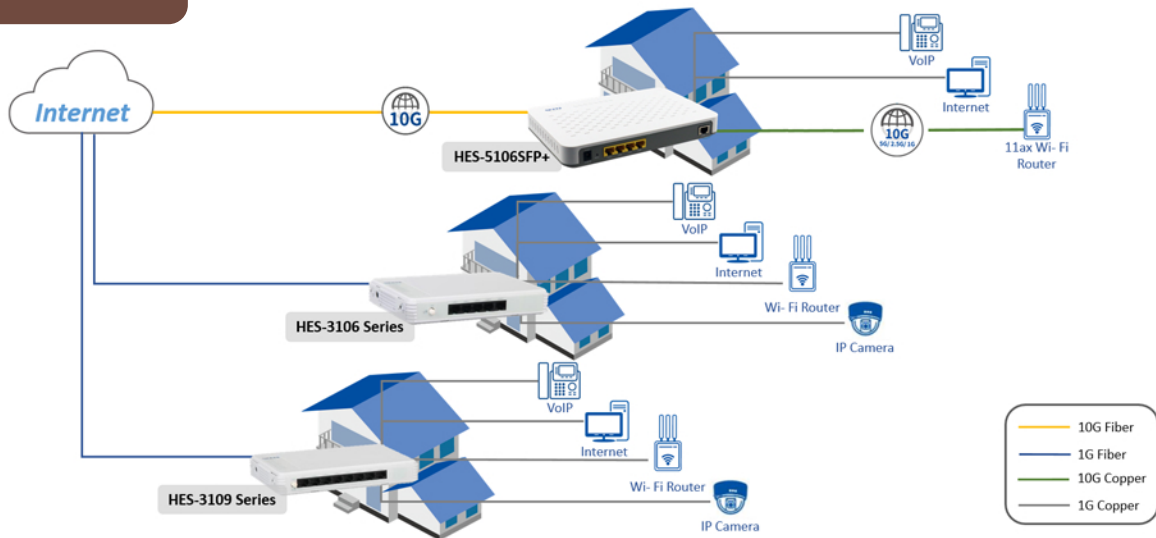 Internet
10G
HES-5106SFP+
VoIP
Internet
10G
5G/2.5G/1G
11ax Wi- Fi
Router
HES-3106 Series
VoIP
Internet
Wi- Fi Router
IP Camera
HES-3109 Series
VoIP
Internet
Wi- Fi Router
IP Camera
10G Fiber
1G Fiber
10G Copper
1G Copper